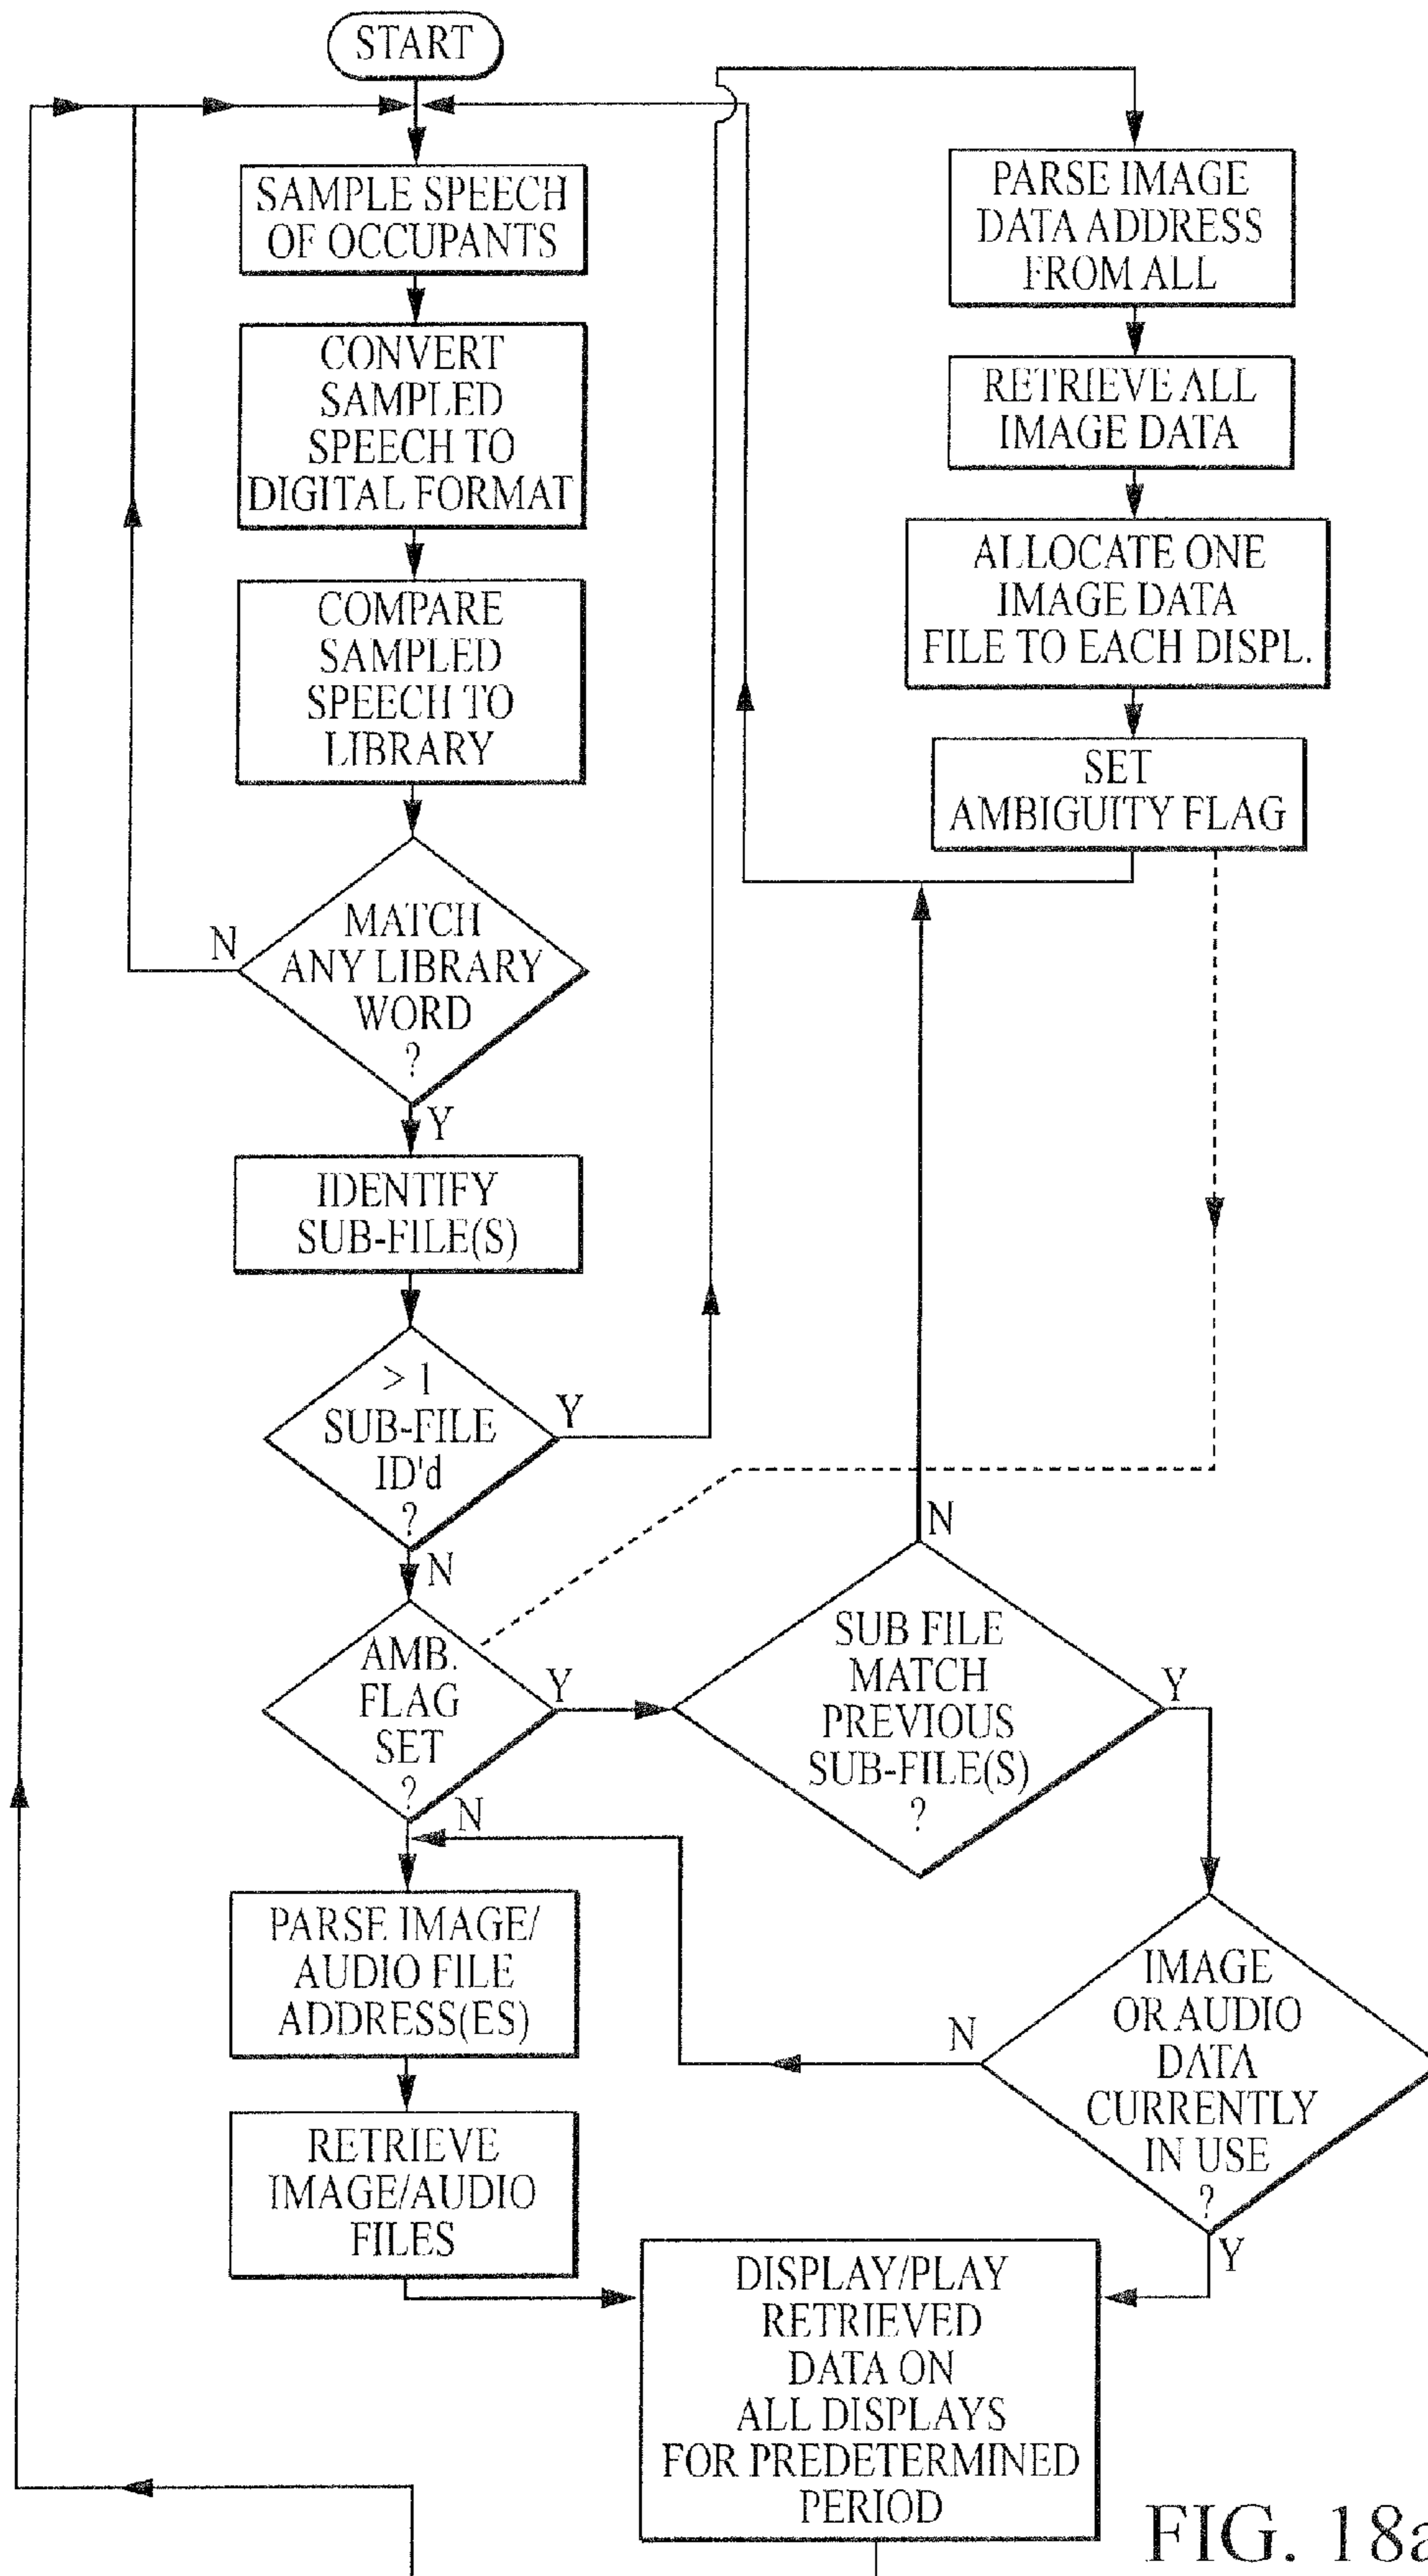 START
SAMPLE SPEECH
OF OCCUPANTS
CONVERT
SAMPLED
SPEECH TO
DIGITAL FORMAT
COMPARE
SAMPLED
SPEECH TO
LIBRARY
N
MATCH
ANY LIBRARY
WORD
?
Y
IDENTIFY
SUB-FILE(S)
> 1
SUB-FILE
ID'd
?
Y
N
AMB.
FLAG
SET
?
Y
N
PARSE IMAGE/
AUDIO FILE
ADDRESS(ES)
RETRIEVE
IMAGE/AUDIO
FILES
PARSE IMAGE
DATA ADDRESS
FROM ALL
RETRIEVE ALL
IMAGE DATA
ALLOCATE ONE
IMAGE DATA
FILE TO EACH DISPL.
SET
AMBIGUITY FLAG
N
SUB FILE
MATCH
PREVIOUS
SUB-FILE(S)
?
Y
N
IMAGE
OR AUDIO
DATA
CURRENTLY
IN USE
?
Y
DISPLAY/PLAY
RETRIEVED
DATA ON
ALL DISPLAYS
FOR PREDETERMINED
PERIOD
FIG. 18a